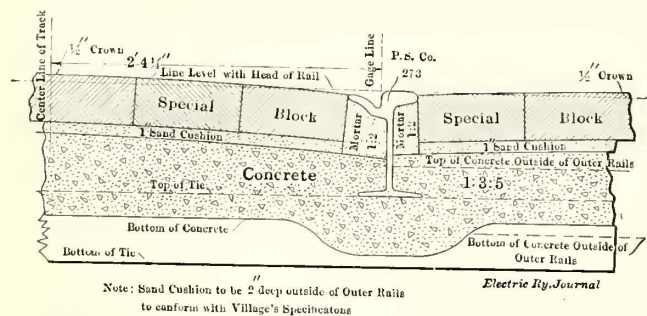 Center Line of Track
½" Crown
2'4¼"
Line Level with Head of Rail
Gage Line
P.S. Co.
273
½" Crown
Special
Block
Mortar
1:2
Mortar
1:2
Special
Block
1" Sand Cushion
1" Sand Cushion
Top of Concrete Outside of Outer Rails
Concrete
1:3:5
Top of Tie
Bottom of Concrete
Bottom of Concrete Outside of
Outer Rails
Bottom of Tie
Electric Ry. Journal
Note: Sand Cushion to be 2" deep outside of Outer Rails
to conform with Village's Specificatons